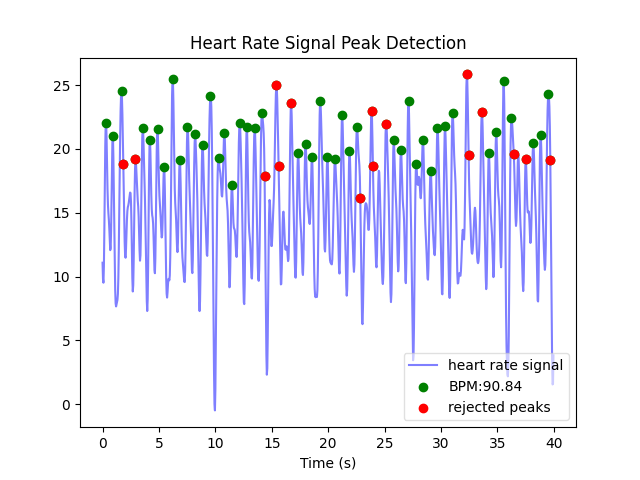 Heart Rate Signal Peak Detection
25
20
15
10
5
0
heart rate signal
BPM:90.84
rejected peaks
0 5 10 15 20 25 30 35 40
Time (s)